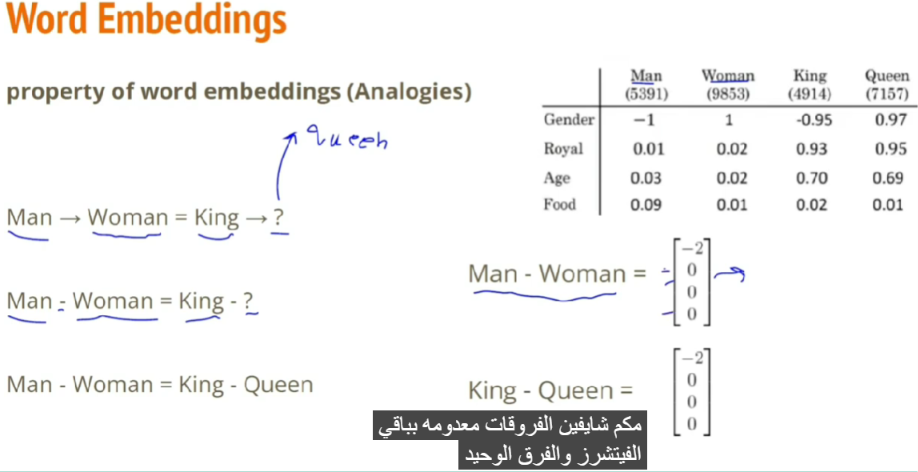 Word Embeddings
property of word embeddings (Analogies)
Man Woman King Queen
(5391) (9853) (4914) (7157)
Gender −1 1 -0.95 0.97
Royal 0.01 0.02 0.93 0.95
Age 0.03 0.02 0.70 0.69
Food 0.09 0.01 0.02 0.01
queen
Man → Woman = King → ?
Man - Woman = King - ?
Man - Woman = King - Queen
Man - Woman =
−2
0
0
0
King - Queen =
−2
0
0
0
مكم شايفين الفروقات معدومه بباقي
الفيتشرز والفرق الوحيد